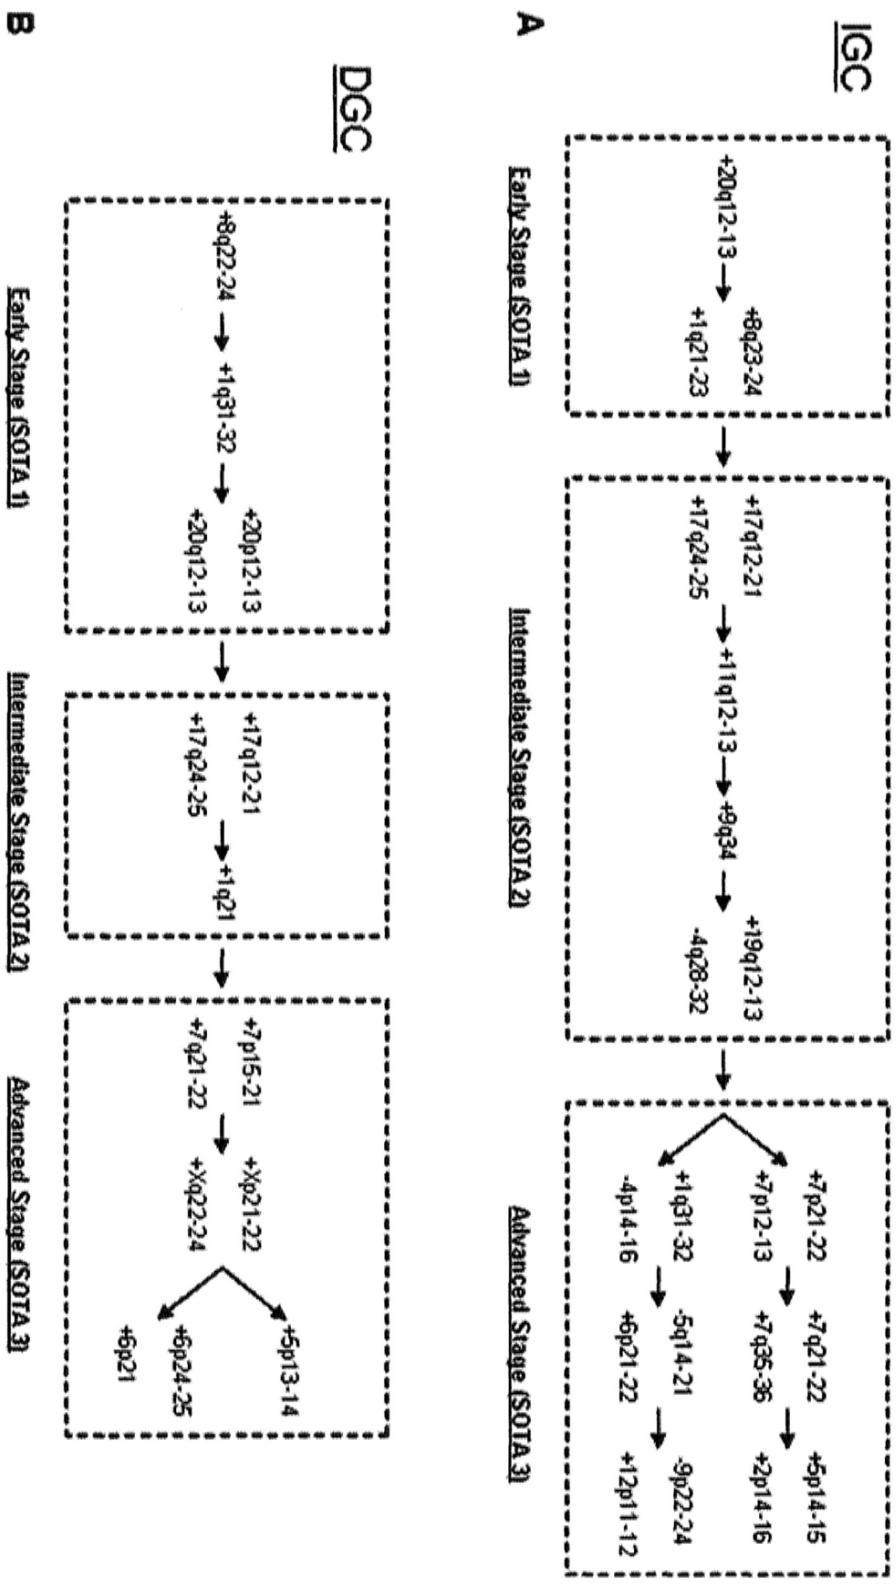 IGC
+20q12-13
+8q23-24
+1q21-23
+17q12-21
+17q24-25
+11q12-13
+9q34
+19q12-13
-4q28-32
+7p21-22
+7p12-13
+7q21-22
+7q35-36
+5p14-15
+2p14-16
+1q31-32
-4p14-16
-5q14-21
+6p21-22
-9p22-24
+12p11-12
A
Early Stage (SOTA 1)
Intermediate Stage (SOTA 2)
Advanced Stage (SOTA 3)
DGC
+8q22-24
+1q31-32
+20p12-13
+20q12-13
+17q12-21
+17q24-25
+1q21
+7p15-21
+7q21-22
+Xp21-22
+Xq22-24
+5p13-14
+6p24-25
+6p21
B
Early Stage (SOTA 1)
Intermediate Stage (SOTA 2)
Advanced Stage (SOTA 3)